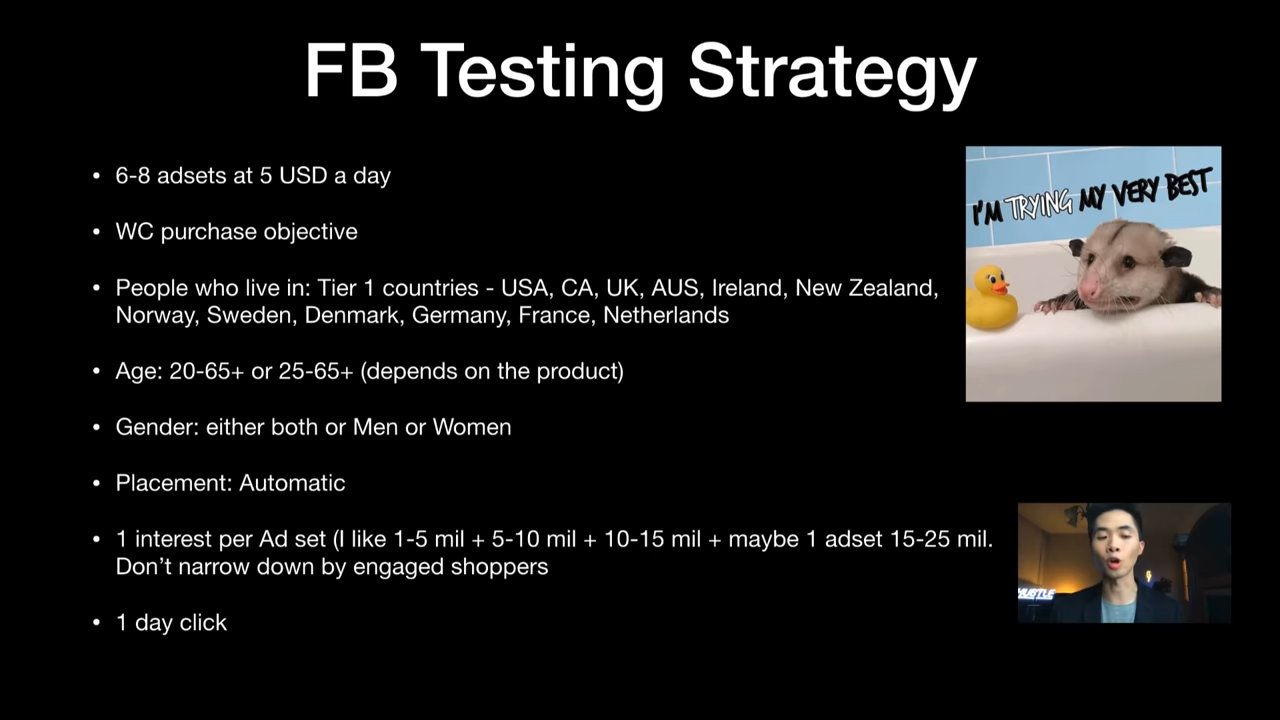 FB Testing Strategy
• 6-8 adsets at 5 USD a day
• WC purchase objective
• People who live in: Tier 1 countries - USA, CA, UK, AUS, Ireland, New Zealand,
Norway, Sweden, Denmark, Germany, France, Netherlands
• Age: 20-65+ or 25-65+ (depends on the product)
• Gender: either both or Men or Women
• Placement: Automatic
• 1 interest per Ad set (I like 1-5 mil + 5-10 mil + 10-15 mil + maybe 1 adset 15-25 mil.
Don’t narrow down by engaged shoppers
• 1 day click
I'M TRYING MY VERY BEST
HUSTLE